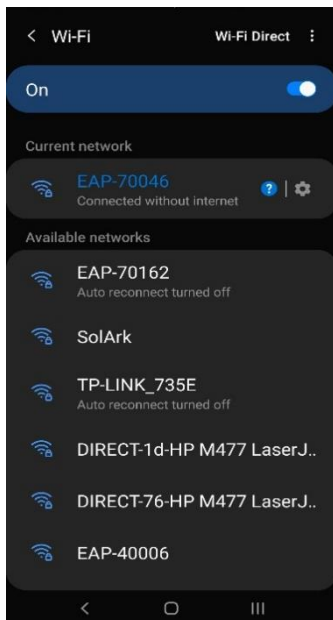 Wi-Fi Wi-Fi Direct
On
Current network
EAP-70046
Connected without internet
Available networks
EAP-70162
Auto reconnect turned off
SolArk
TP-LINK_735E
Auto reconnect turned off
DIRECT-1d-HP M477 LaserJ..
DIRECT-76-HP M477 LaserJ..
EAP-40006